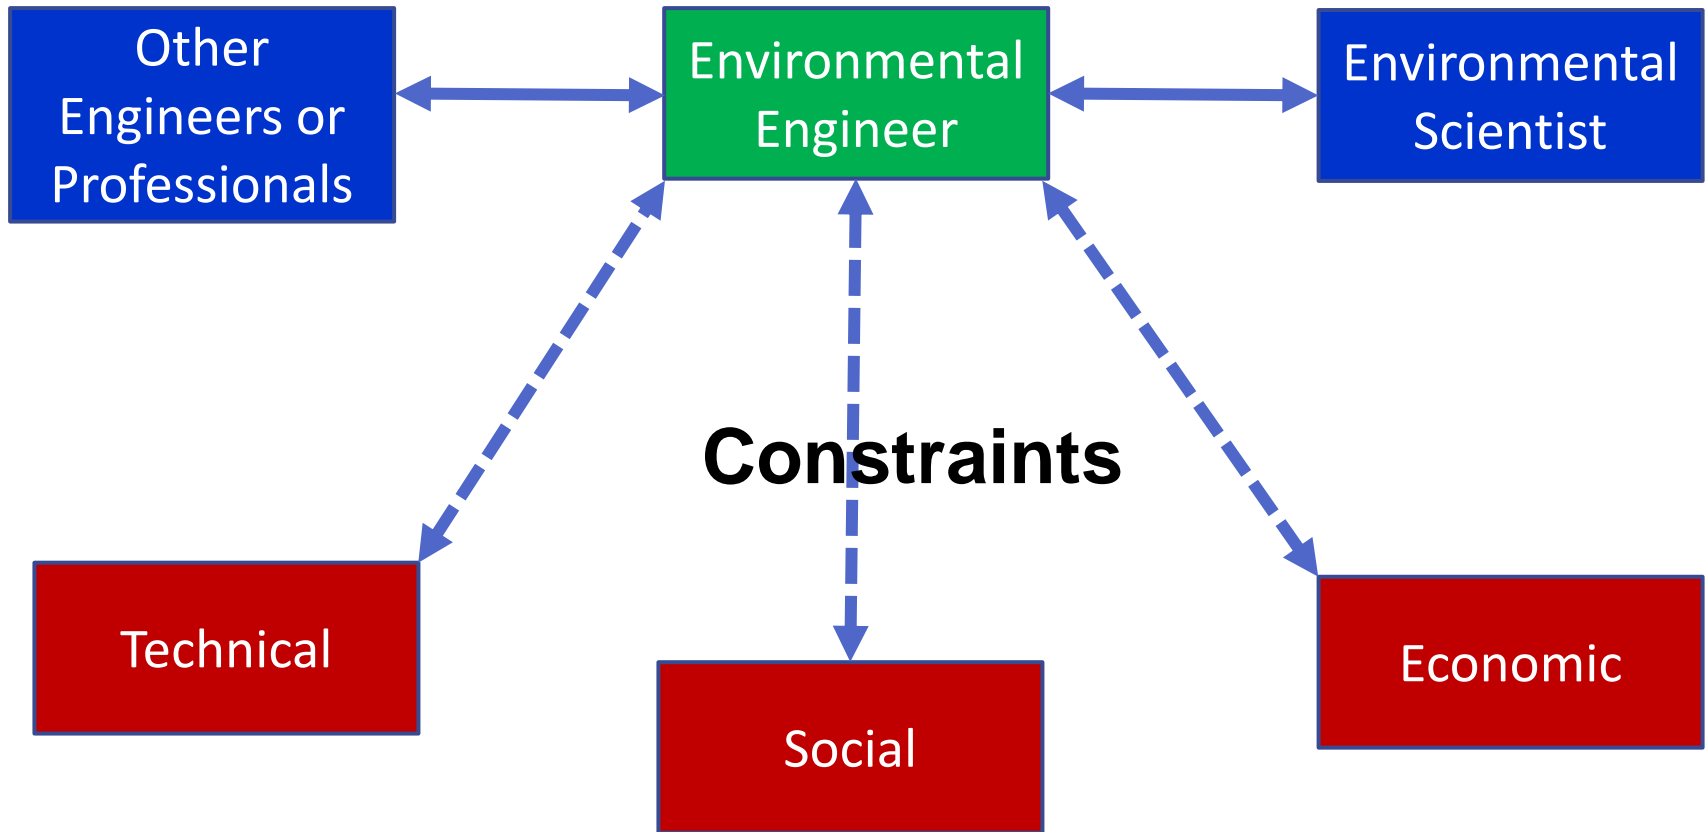 Other
Engineers or
Professionals
Environmental
Engineer
Environmental
Scientist
Constraints
Technical
Social
Economic